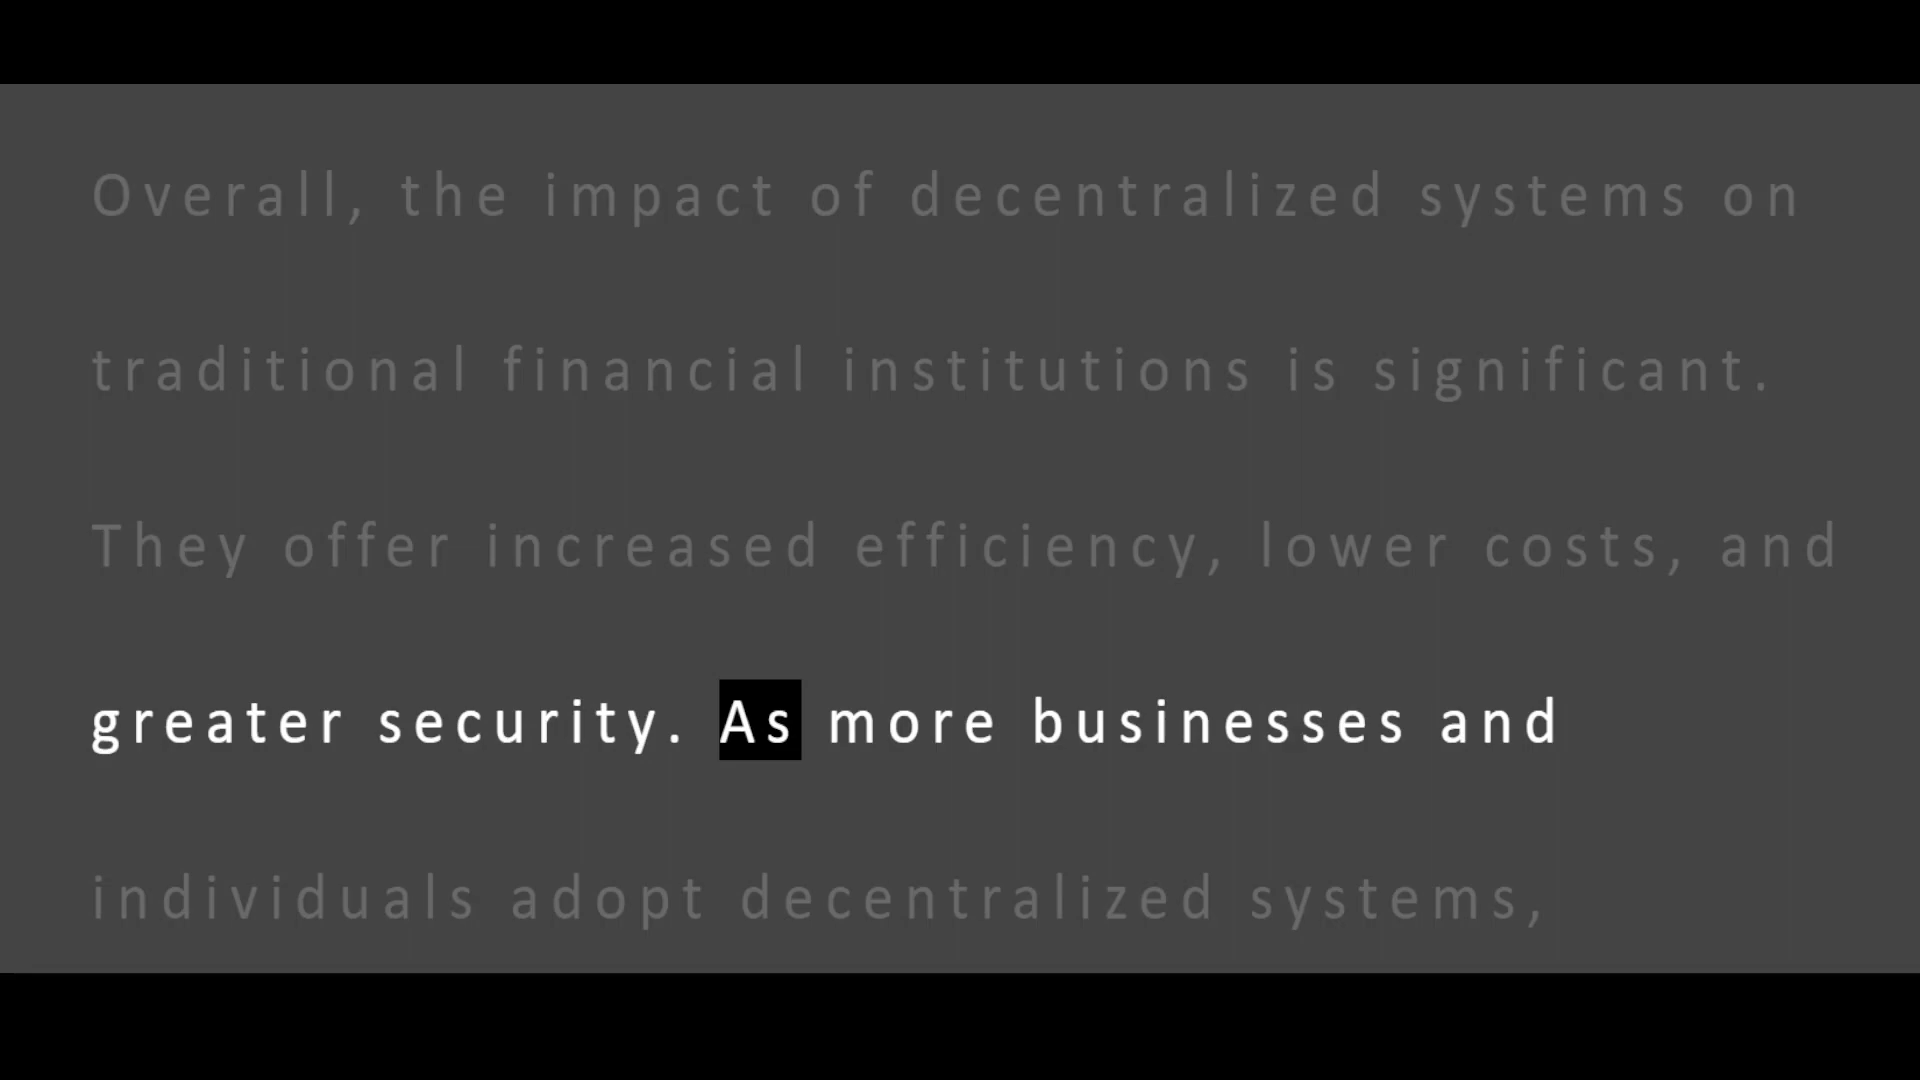 Overall, the impact of decentralized systems on
traditional financial institutions is significant.
They offer increased efficiency, lower costs, and
greater security. As more businesses and
individuals adopt decentralized systems,